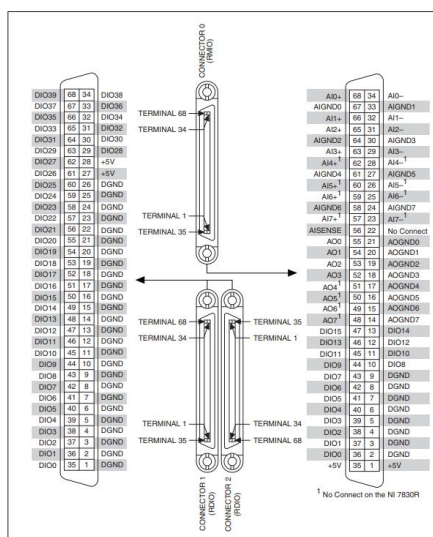 CONNECTOR 0
(RMIO)
TERMINAL 68
TERMINAL 34
TERMINAL 1
TERMINAL 35
DIO39 68 34 DIO38
DIO37 67 33 DIO36
DIO35 66 32 DIO34
DIO33 65 31 DIO32
DIO31 64 30 DIO30
DIO29 63 29 DIO28
DIO27 62 28 +5V
DIO26 61 27 +5V
DIO25 60 26 DGND
DIO24 59 25 DGND
DIO23 58 24 DGND
DIO22 57 23 DGND
DIO21 56 22 DGND
DIO20 55 21 DGND
DIO19 54 20 DGND
DIO18 53 19 DGND
DIO17 52 18 DGND
DIO16 51 17 DGND
DIO15 50 16 DGND
DIO14 49 15 DGND
DIO13 48 14 DGND
DIO12 47 13 DGND
DIO11 46 12 DGND
DIO10 45 11 DGND
DIO9 44 10 DGND
DIO8 43 9 DGND
DIO7 42 8 DGND
DIO6 41 7 DGND
DIO5 40 6 DGND
DIO4 39 5 DGND
DIO3 38 4 DGND
DIO2 37 3 DGND
DIO1 36 2 DGND
DIO0 35 1 DGND
TERMINAL 68
TERMINAL 34
TERMINAL 1
TERMINAL 35
TERMINAL 35
TERMINAL 1
TERMINAL 34
TERMINAL 68
CONNECTOR 1
(RDIO)
CONNECTOR 2
(RDIO)
AI0+ 68 34 AI0–
AIGND0 67 33 AIGND1
AI1+ 66 32 AI1–
AI2+ 65 31 AI2–
AIGND2 64 30 AIGND3
AI3+ 63 29 AI3–
AI4+1 62 28 AI4–1
AIGND4 61 27 AIGND5
AI5+1 60 26 AI5–1
AI6+1 59 25 AI6–1
AIGND6 58 24 AIGND7
AI7+1 57 23 AI7–1
AISENSE 56 22 No Connect
AO0 55 21 AOGND0
AO1 54 20 AOGND1
AO2 53 19 AOGND2
AO3 52 18 AOGND3
AO41 51 17 AOGND4
AO51 50 16 AOGND5
AO61 49 15 AOGND6
AO71 48 14 AOGND7
DIO15 47 13 DIO14
DIO13 46 12 DIO12
DIO11 45 11 DIO10
DIO9 44 10 DIO8
DIO7 43 9 DGND
DIO6 42 8 DGND
DIO5 41 7 DGND
DIO4 40 6 DGND
DIO3 39 5 DGND
DIO2 38 4 DGND
DIO1 37 3 DGND
DIO0 36 2 DGND
+5V 35 1 +5V
1 No Connect on the NI 7830R